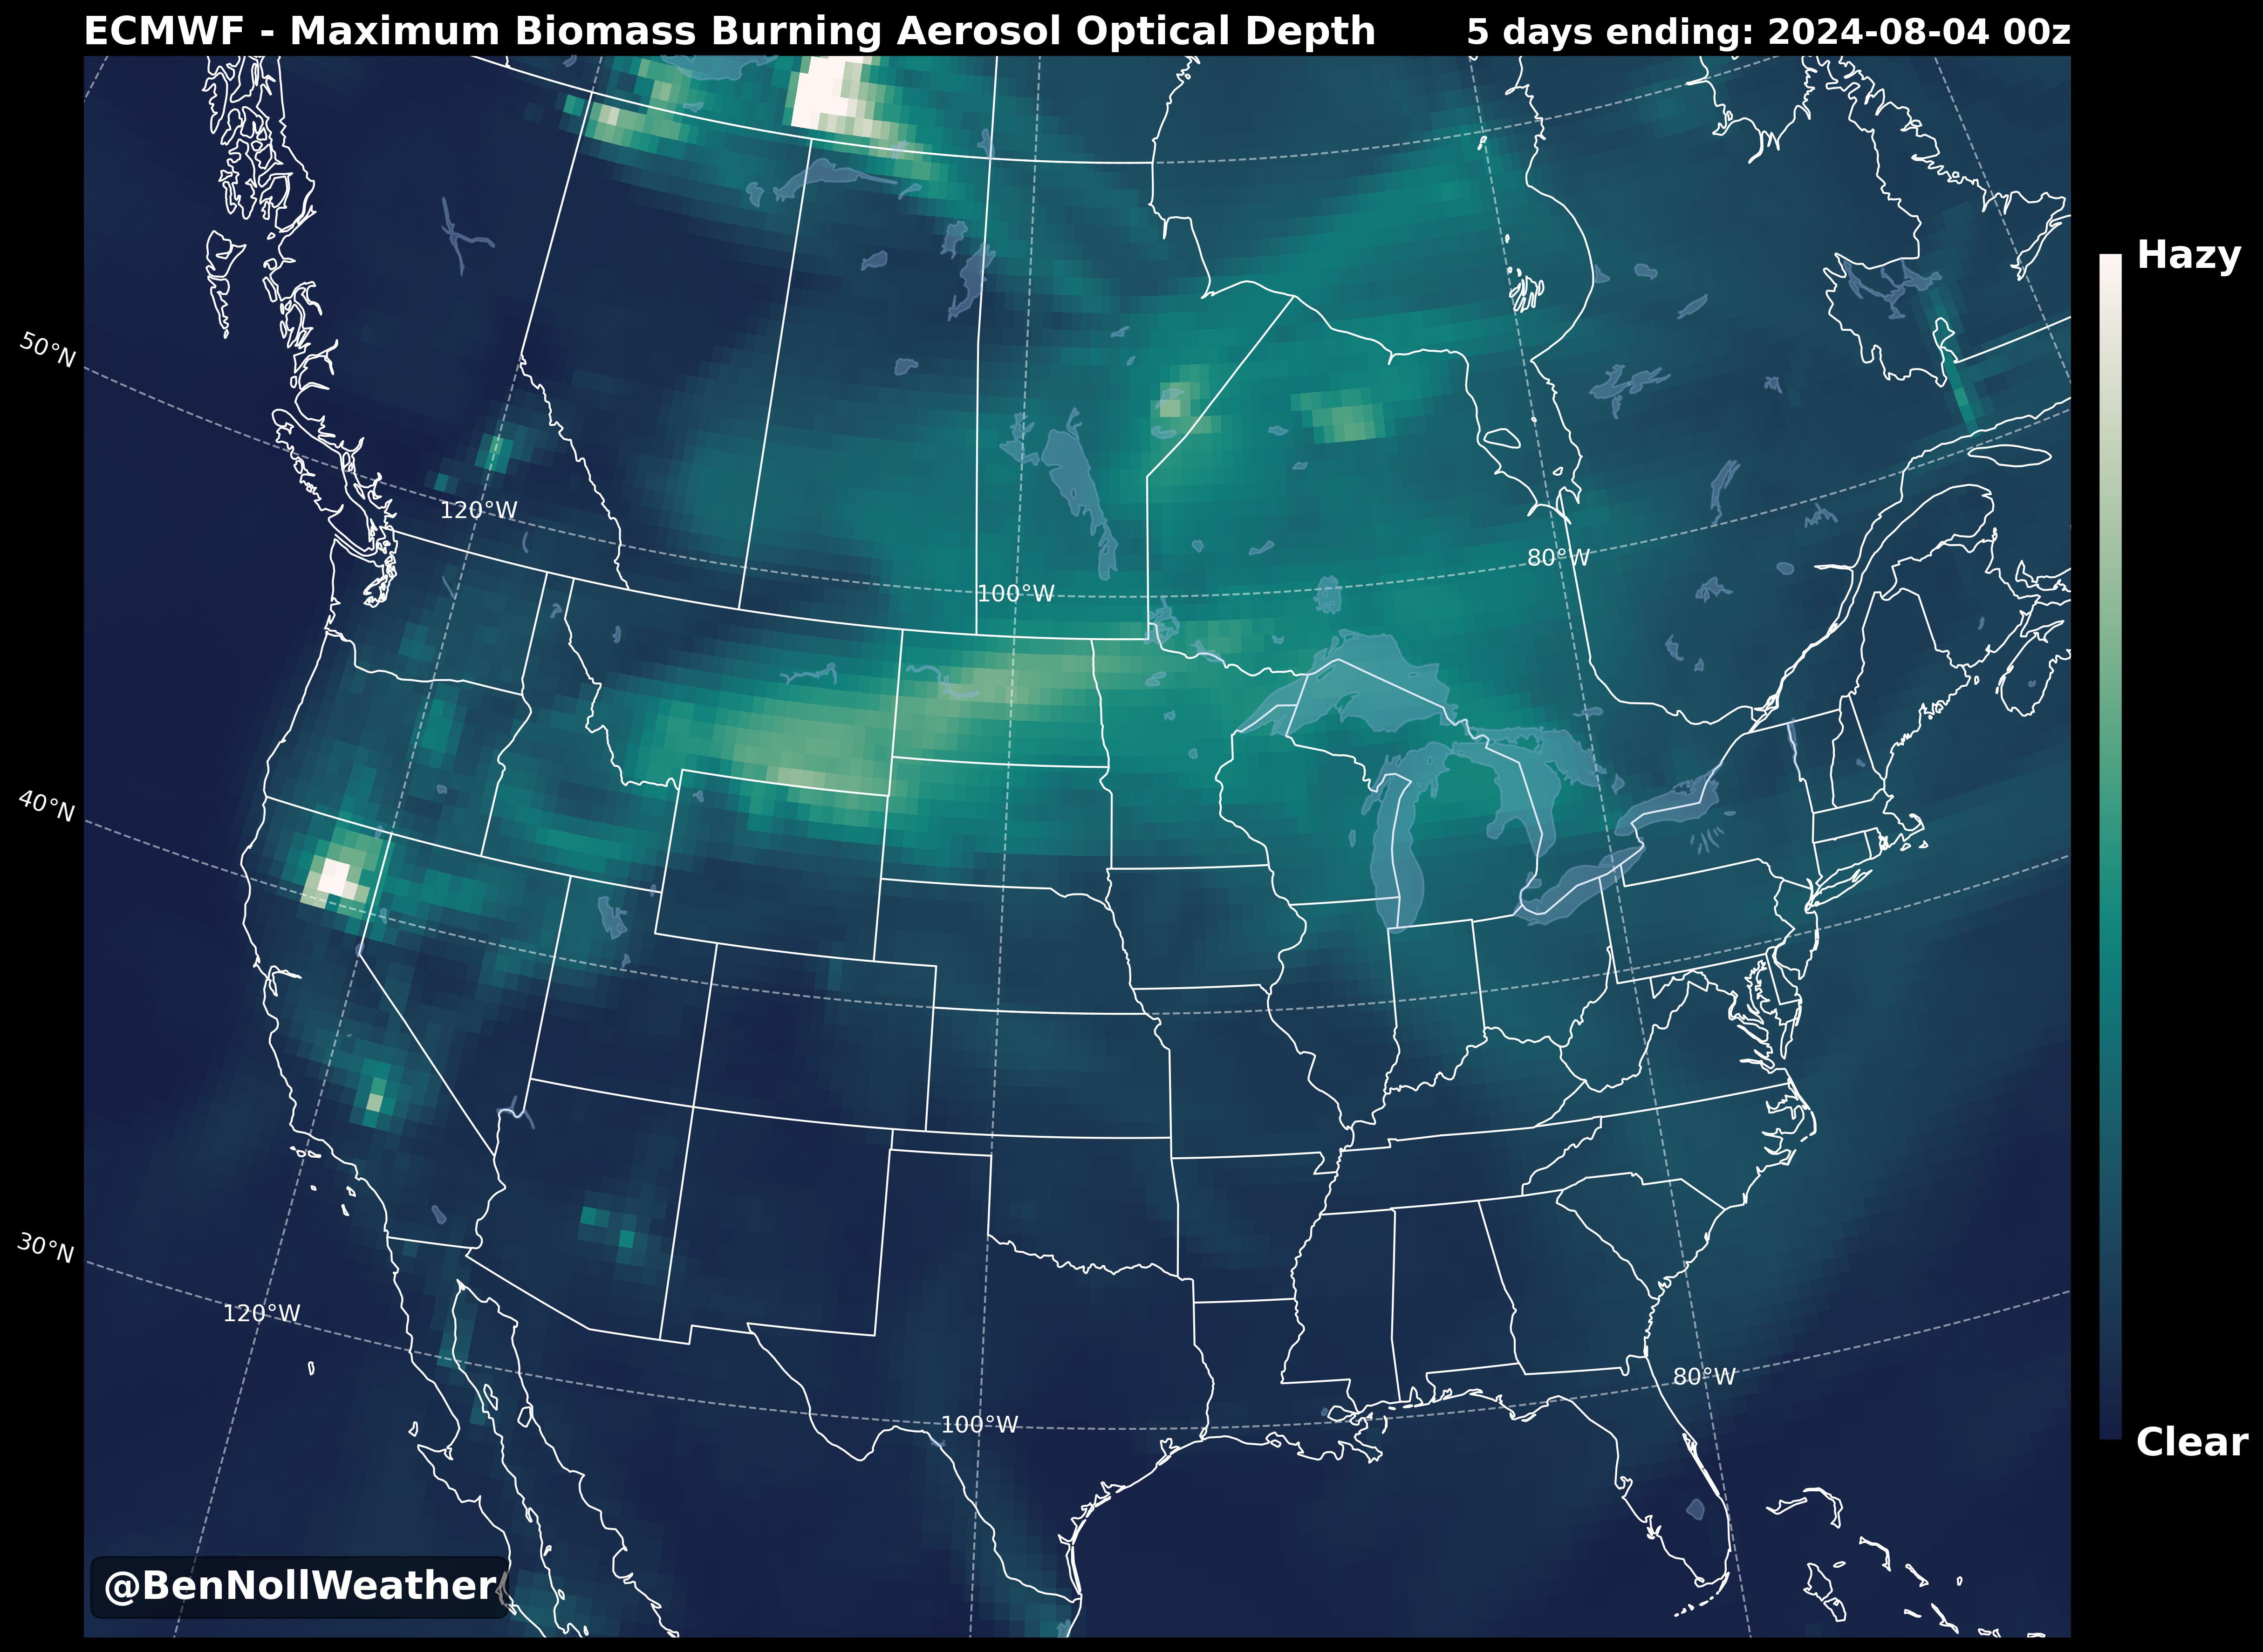 ECMWF - Maximum Biomass Burning Aerosol Optical Depth
5 days ending: 2024-08-04 00z
Hazy
50°N
120°W
80°W
100°W
40°N
30°N
120°W
80°W
100°W
Clear
@BenNollWeather